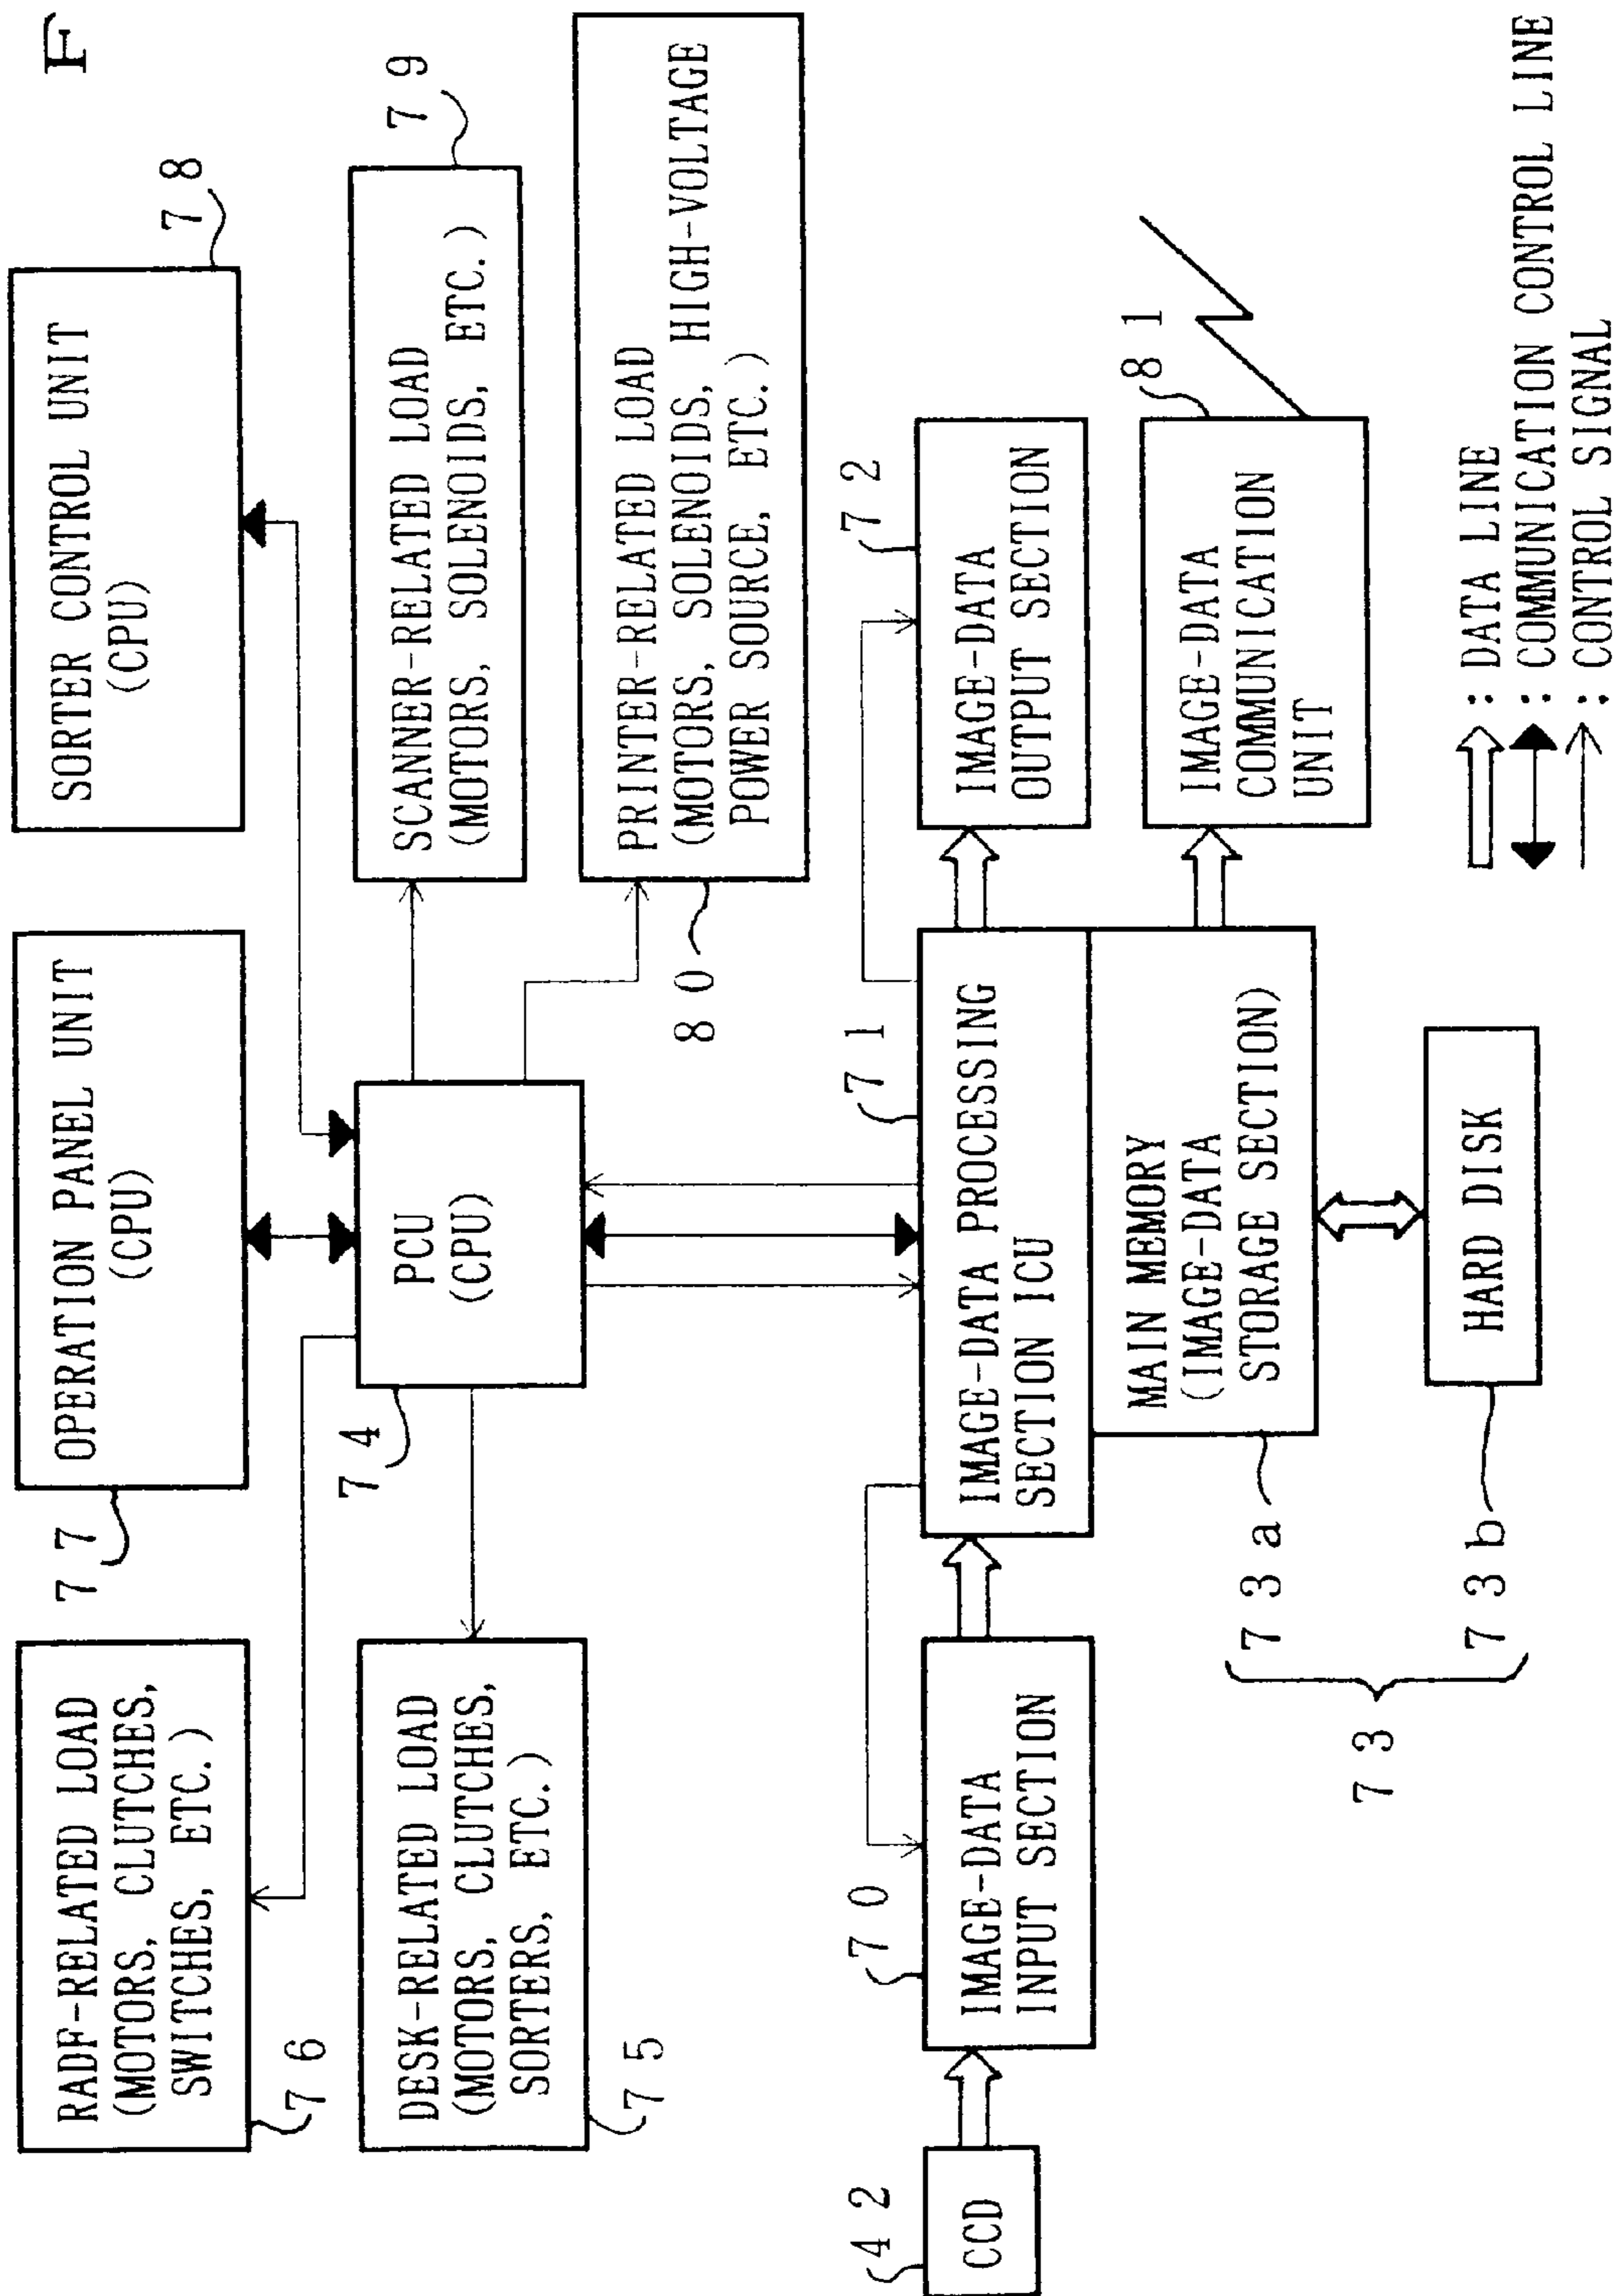 F
RADF-RELATED LOAD
(MOTORS, CLUTCHES,
SWITCHES, ETC.)
76
OPERATION PANEL UNIT
(CPU)
77
SORTER CONTROL UNIT
(CPU)
78
DESK-RELATED LOAD
(MOTORS, CLUTCHES,
SORTERS, ETC.)
75
PCU
(CPU)
74
SCANNER-RELATED LOAD
(MOTORS, SOLENOIDS, ETC.)
79
PRINTER-RELATED LOAD
(MOTORS, SOLENOIDS, HIGH-VOLTAGE
POWER SOURCE, ETC.)
80
42
CCD
70
IMAGE-DATA
INPUT SECTION
71
IMAGE-DATA PROCESSING
SECTION ICU
72
IMAGE-DATA
OUTPUT SECTION
MAIN MEMORY
(IMAGE-DATA
STORAGE SECTION)
73a
81
IMAGE-DATA
COMMUNICATION
UNIT
HARD DISK
73b
73
: DATA LINE
: COMMUNICATION CONTROL LINE
: CONTROL SIGNAL